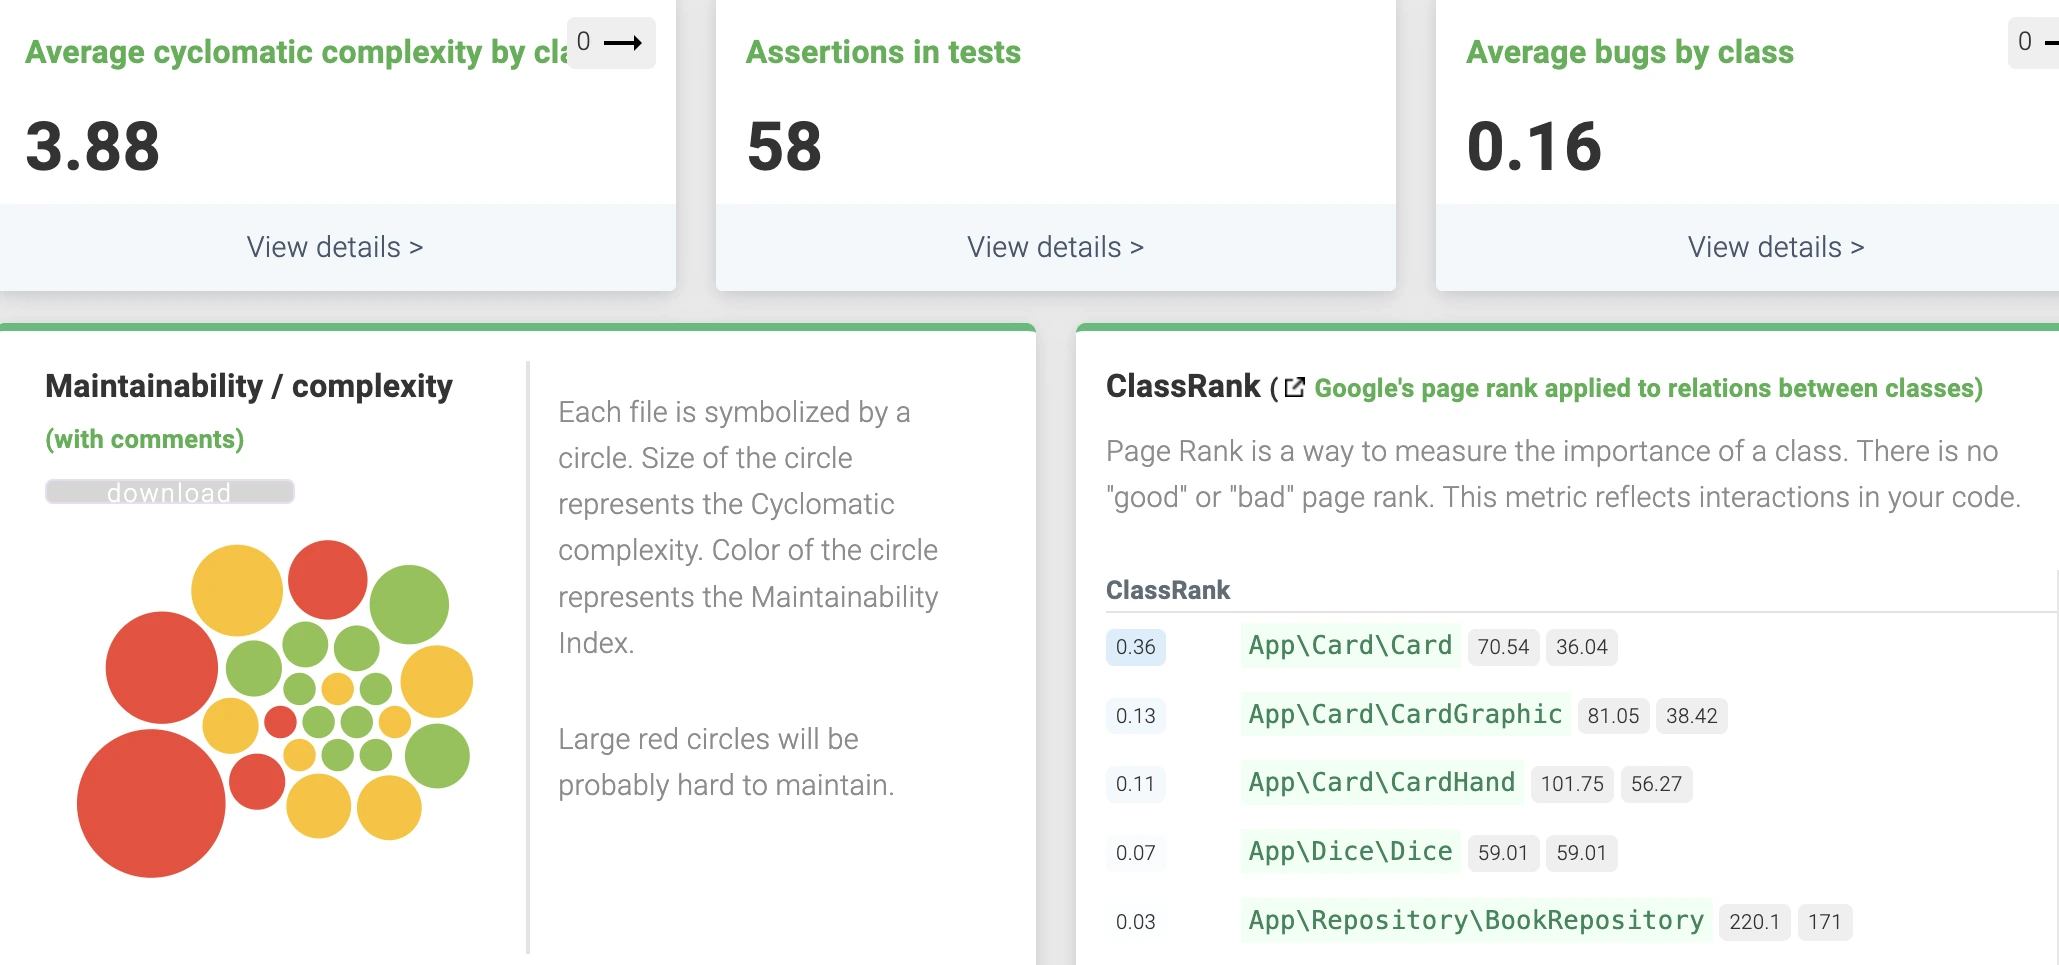 Average cyclomatic complexity by cla
0
3.88
View details >
Assertions in tests
58
View details >
Average bugs by class
0
0.16
View details >
Maintainability / complexity
(with comments)
download
Each file is symbolized by a
circle. Size of the circle
represents the Cyclomatic
complexity. Color of the circle
represents the Maintainability
Index.
Large red circles will be
probably hard to maintain.
ClassRank (Google's page rank applied to relations between classes)
Page Rank is a way to measure the importance of a class. There is no
"good" or "bad" page rank. This metric reflects interactions in your code.
ClassRank
0.36 App\Card\Card 70.54 36.04
0.13 App\Card\CardGraphic 81.05 38.42
0.11 App\Card\CardHand 101.75 56.27
0.07 App\Dice\Dice 59.01 59.01
0.03 App\Repository\BookRepository 220.1 171